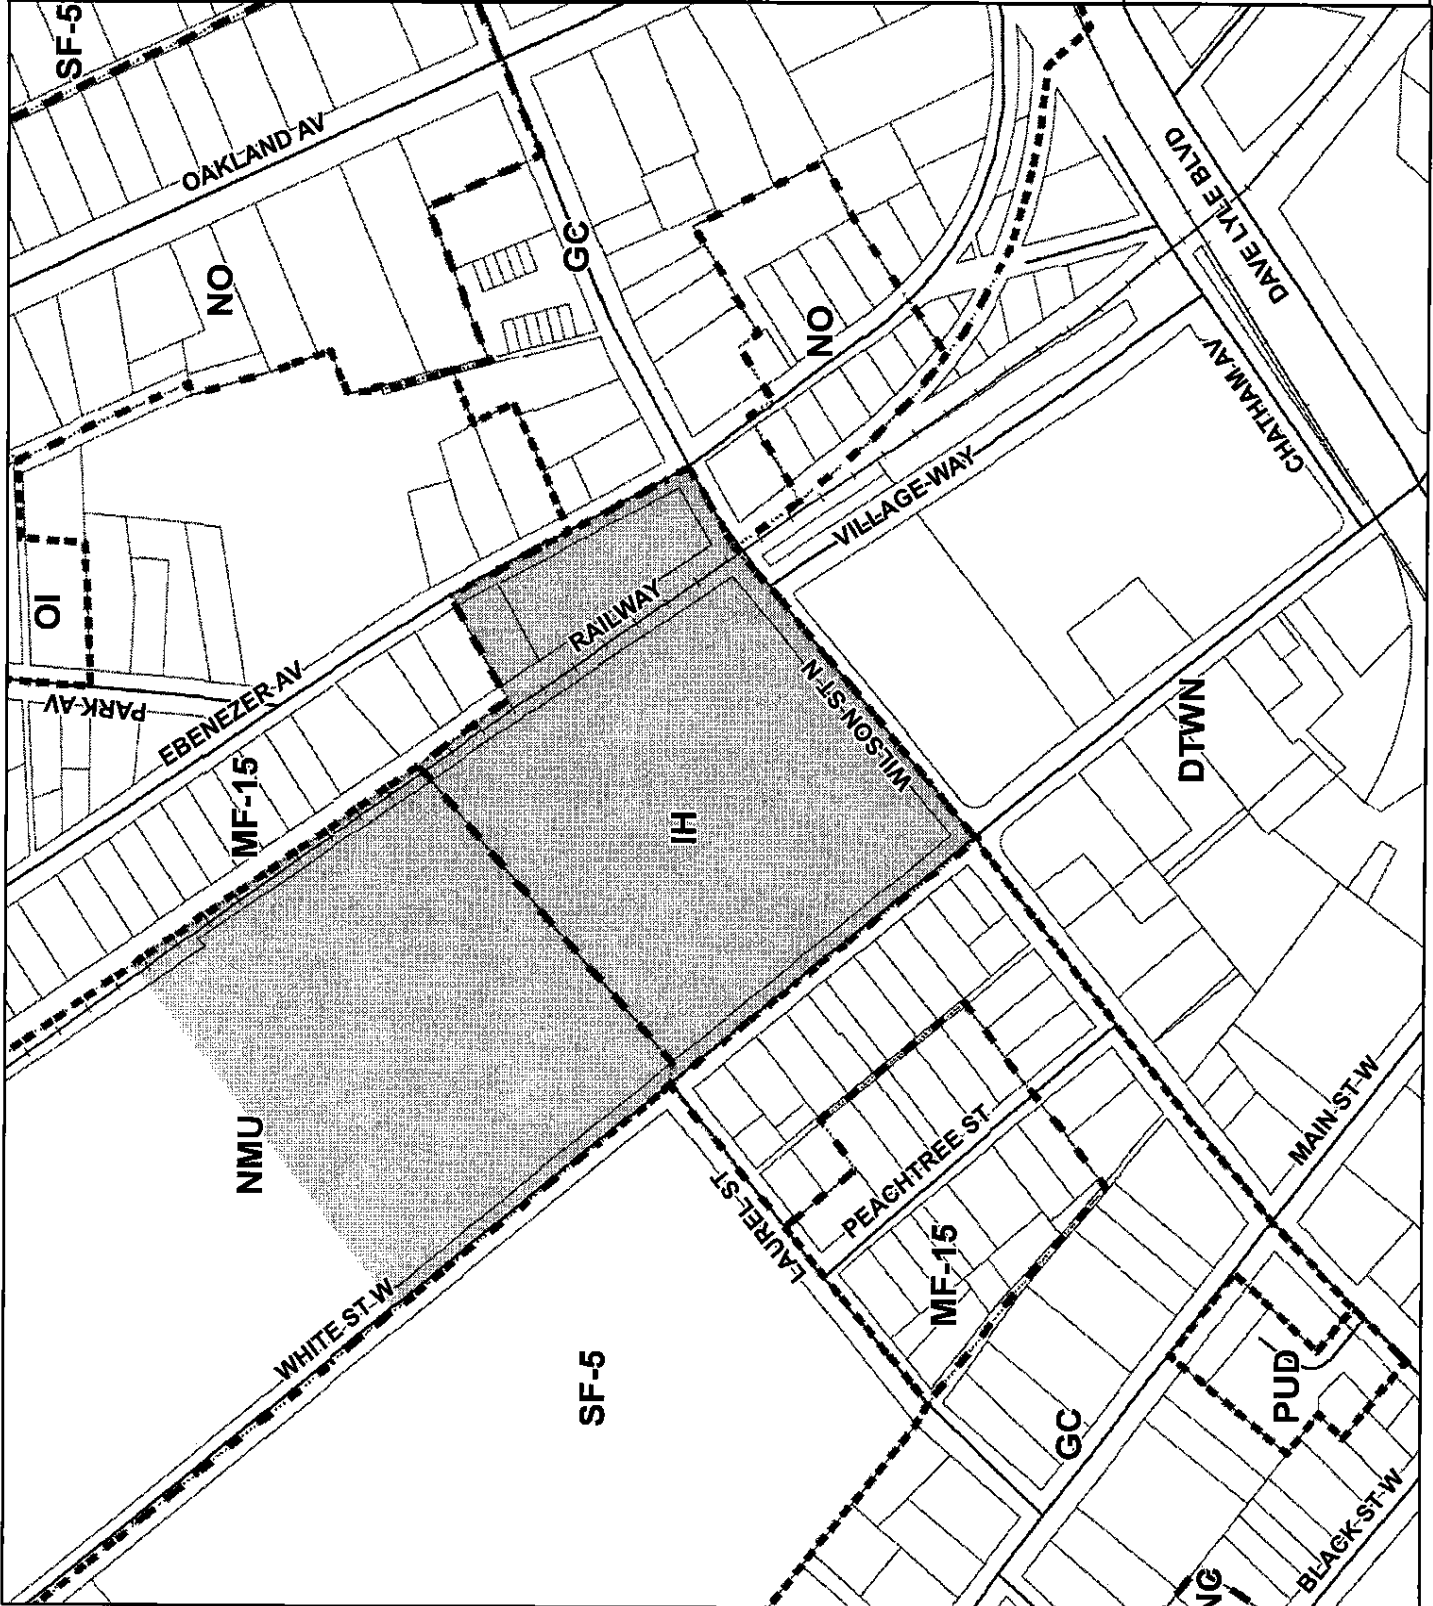 SF-5
OAKLAND AV
NO
GC
NO
DAVE LYLE BLVD
CHATHAM AV
VILLAGE WAY
OI
PARK AV
EBENEZER AV
MF-15
RAILWAY
WILSON ST N
IH
DTWN
NMU
WHITE ST W
LAUREL ST
PEACHTREE ST
MF-15
MAIN ST W
SF-5
GC
PUD
BLACK ST W